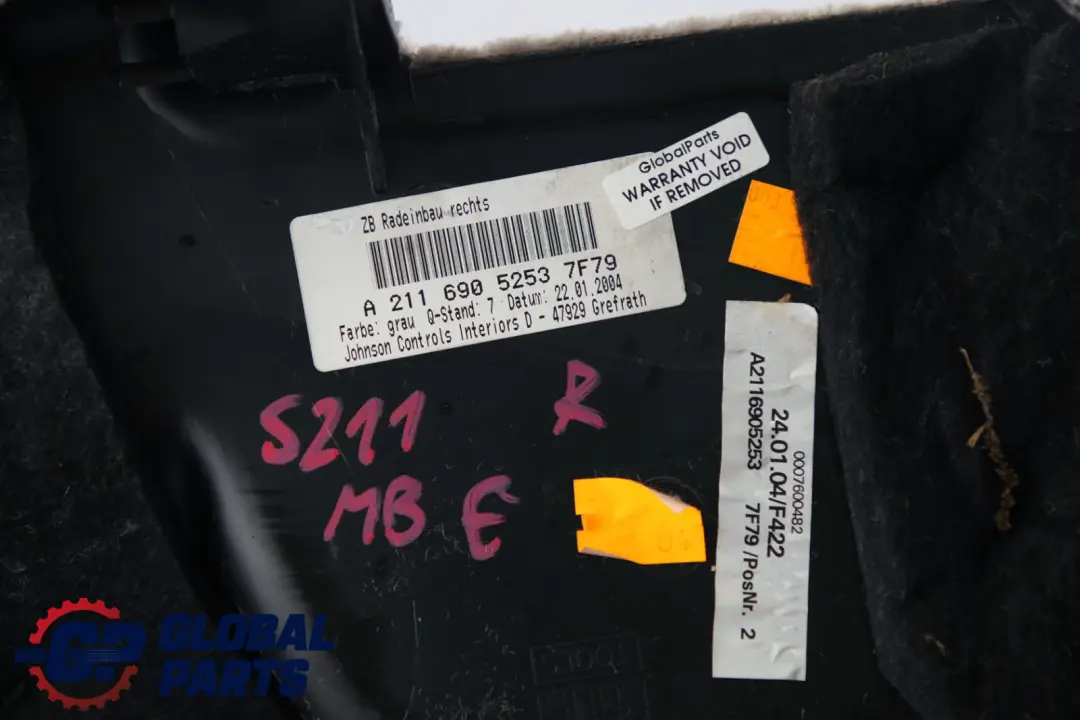 GlobalParts
WARRANTY VOID
IF REMOVED
ZB Radeinbau rechts
A 211 690 5253 7F79
Farbe: grau Q-Stand: 7 Datum: 22.01.2004
Johnson Controls Interiors D - 47929 Grefrath
S211 R
MB E
0007600482
24.01.04/F422
A2116905253 7F79 /PosNr. 2
GP GLOBAL
PARTS